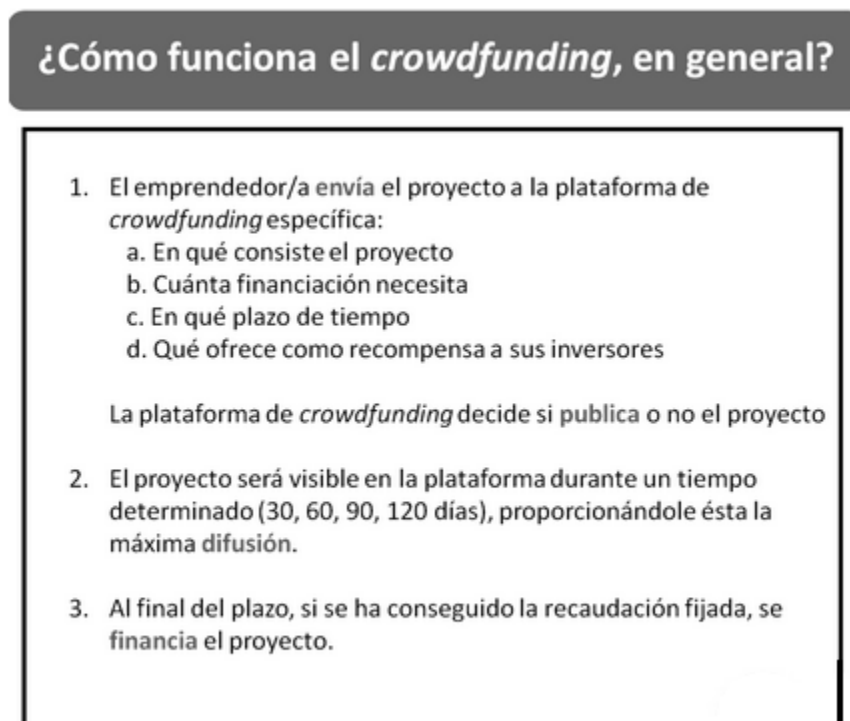 ¿Cómo funciona el crowdfunding, en general?
1. El emprendedor/a envía el proyecto a la plataforma de
crowdfunding específica:
a. En qué consiste el proyecto
b. Cuánta financiación necesita
c. En qué plazo de tiempo
d. Qué ofrece como recompensa a sus inversores
La plataforma de crowdfunding decide si publica o no el proyecto
2. El proyecto será visible en la plataforma durante un tiempo
determinado (30, 60, 90, 120 días), proporcionándole ésta la
máxima difusión.
3. Al final del plazo, si se ha conseguido la recaudación fijada, se
financia el proyecto.